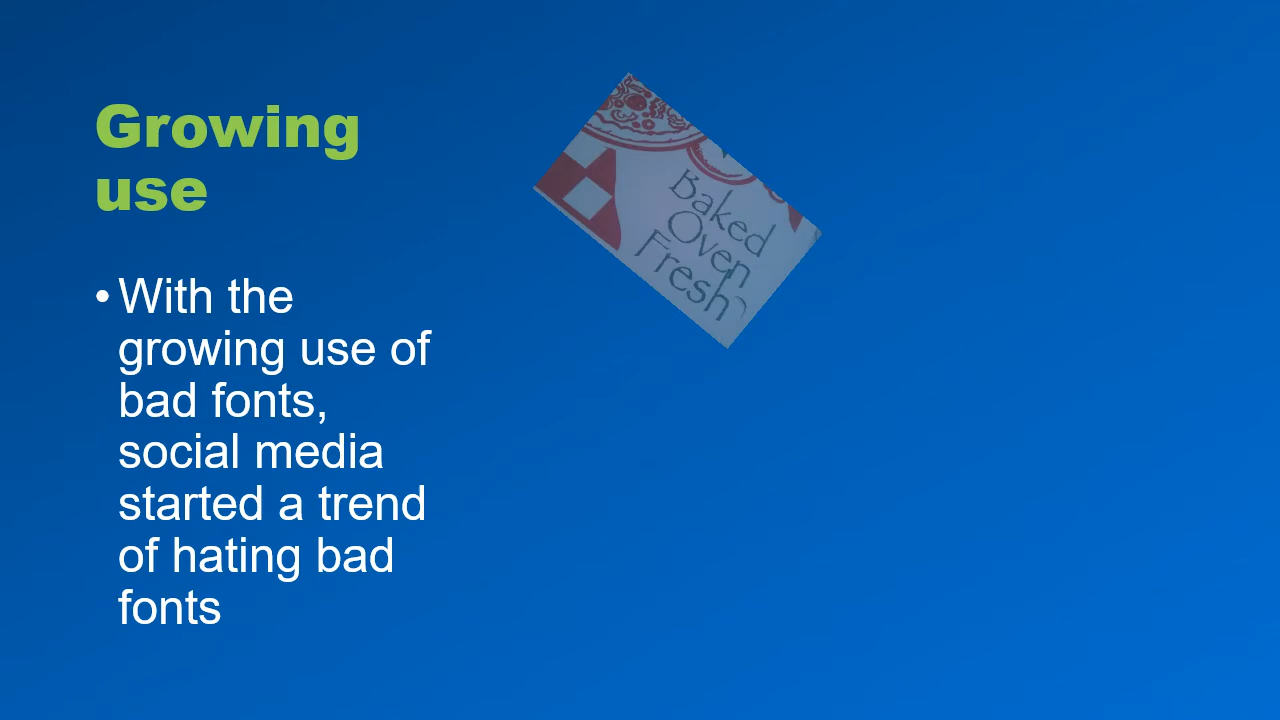 Growing
use
• With the
growing use of
bad fonts,
social media
started a trend
of hating bad
fonts
Baked
Oven
Fresh